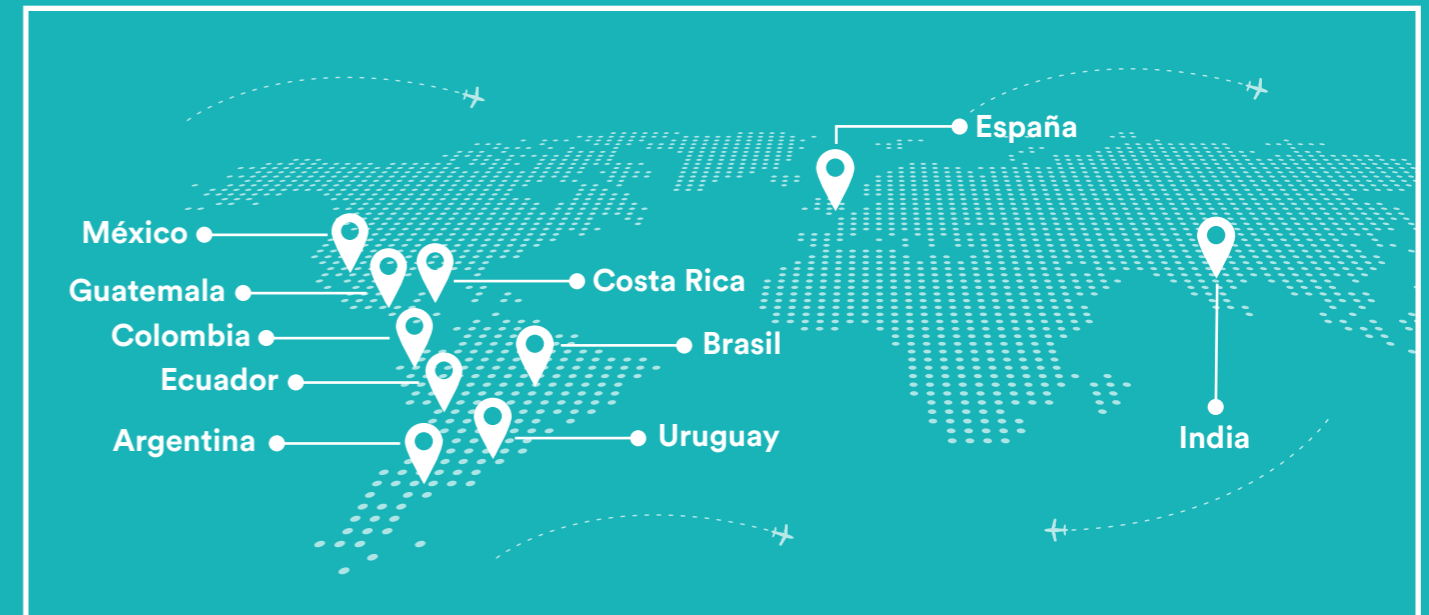 España
México
Guatemala
Costa Rica
Colombia
Brasil
Ecuador
Argentina
Uruguay
India